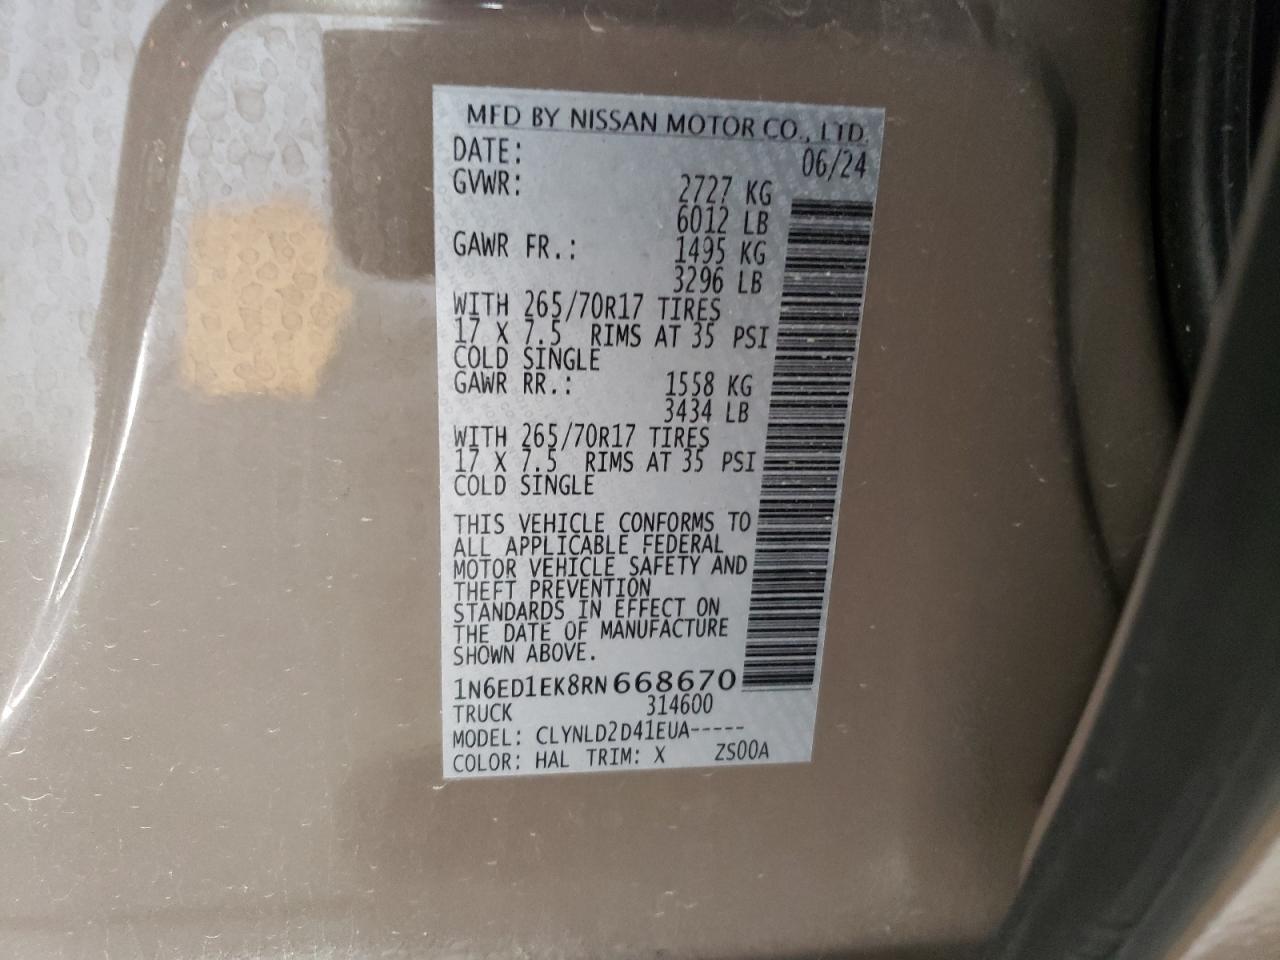 MFD BY NISSAN MOTOR CO., LTD.
DATE: 06/24
GVWR: 2727 KG
6012 LB
GAWR FR.: 1495 KG
3296 LB
WITH 265/70R17 TIRES
17 X 7.5 RIMS AT 35 PSI
COLD SINGLE
GAWR RR.: 1558 KG
3434 LB
WITH 265/70R17 TIRES
17 X 7.5 RIMS AT 35 PSI
COLD SINGLE
THIS VEHICLE CONFORMS TO
ALL APPLICABLE FEDERAL
MOTOR VEHICLE SAFETY AND
THEFT PREVENTION
STANDARDS IN EFFECT ON
THE DATE OF MANUFACTURE
SHOWN ABOVE.
1N6ED1EK8RN668670
TRUCK 314600
MODEL: CLYNLD2D41EUA-----
COLOR: HAL TRIM: X ZS00A